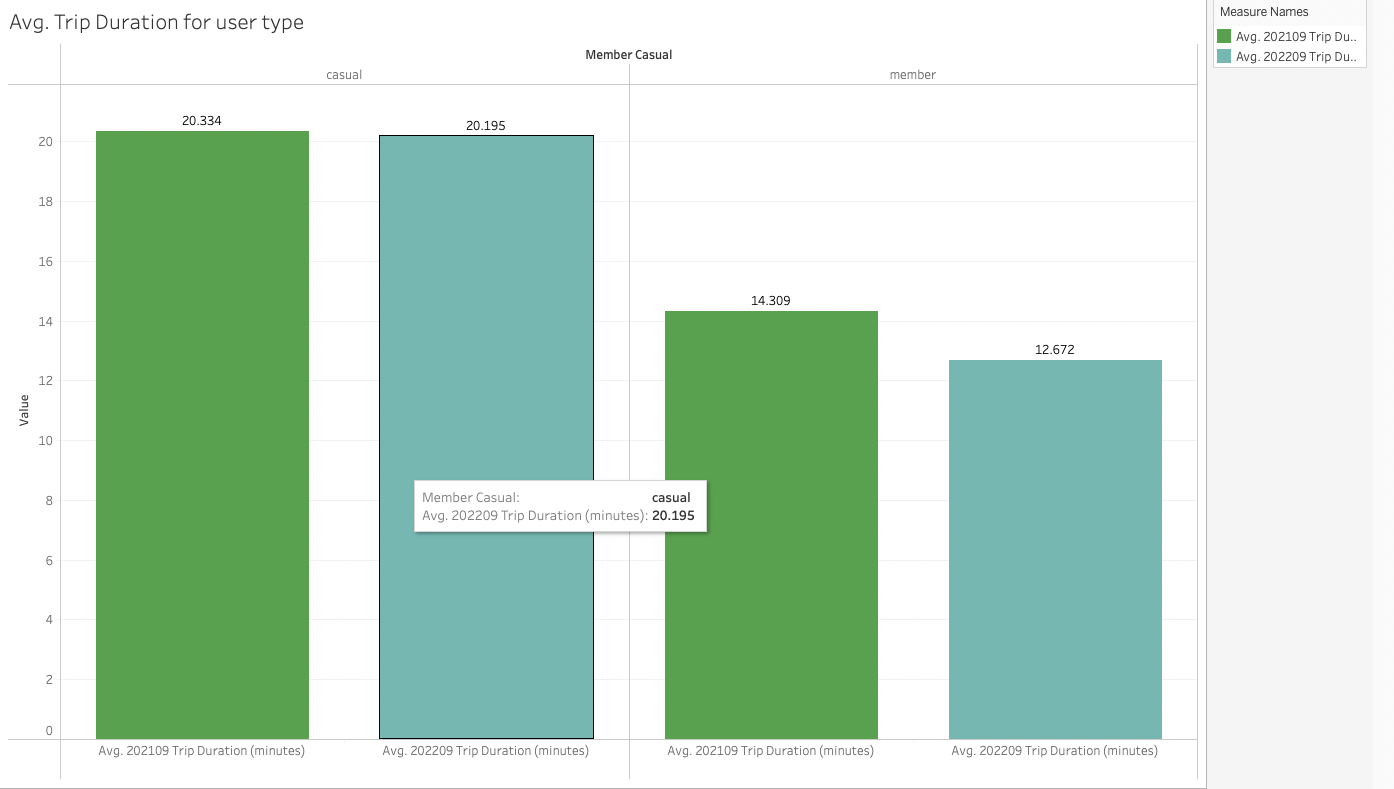 Avg. Trip Duration for user type
Member Casual
casual
member
20.334
20.195
14.309
12.672
20
18
16
14
12
10
8
6
4
2
0
Value
Member Casual: casual
Avg. 202209 Trip Duration (minutes): 20.195
Avg. 202109 Trip Duration (minutes)
Avg. 202209 Trip Duration (minutes)
Avg. 202109 Trip Duration (minutes)
Avg. 202209 Trip Duration (minutes)
Measure Names
Avg. 202109 Trip Du..
Avg. 202209 Trip Du..